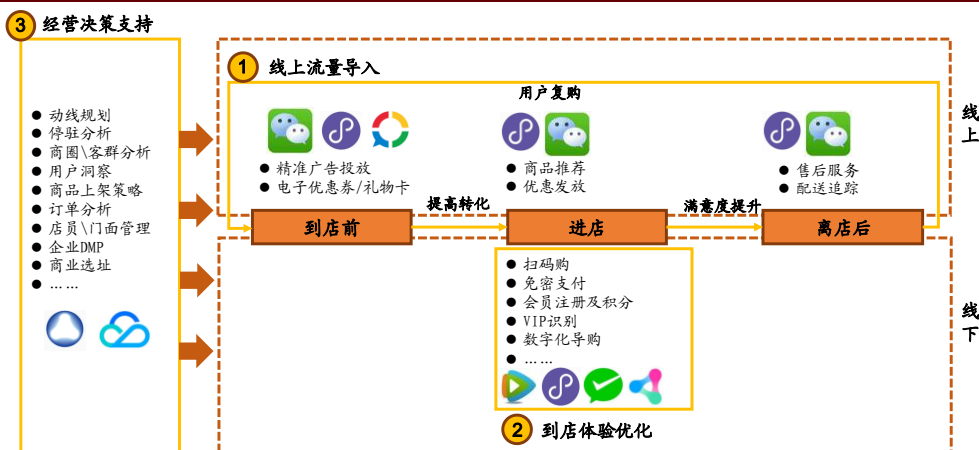 3 经营决策支持
● 动线规划
● 停驻分析
● 商圈\客群分析
● 用户洞察
● 商品上架策略
● 订单分析
● 店员\门面管理
● 企业DMP
● 商业选址
● ……
1 线上流量导入
用户复购
● 精准广告投放
● 电子优惠券/礼物卡
● 商品推荐
● 优惠发放
● 售后服务
● 配送追踪
线上
到店前
提高转化
进店
满意度提升
离店后
● 扫码购
● 免密支付
● 会员注册及积分
● VIP识别
● 数字化导购
● ……
2 到店体验优化
线下